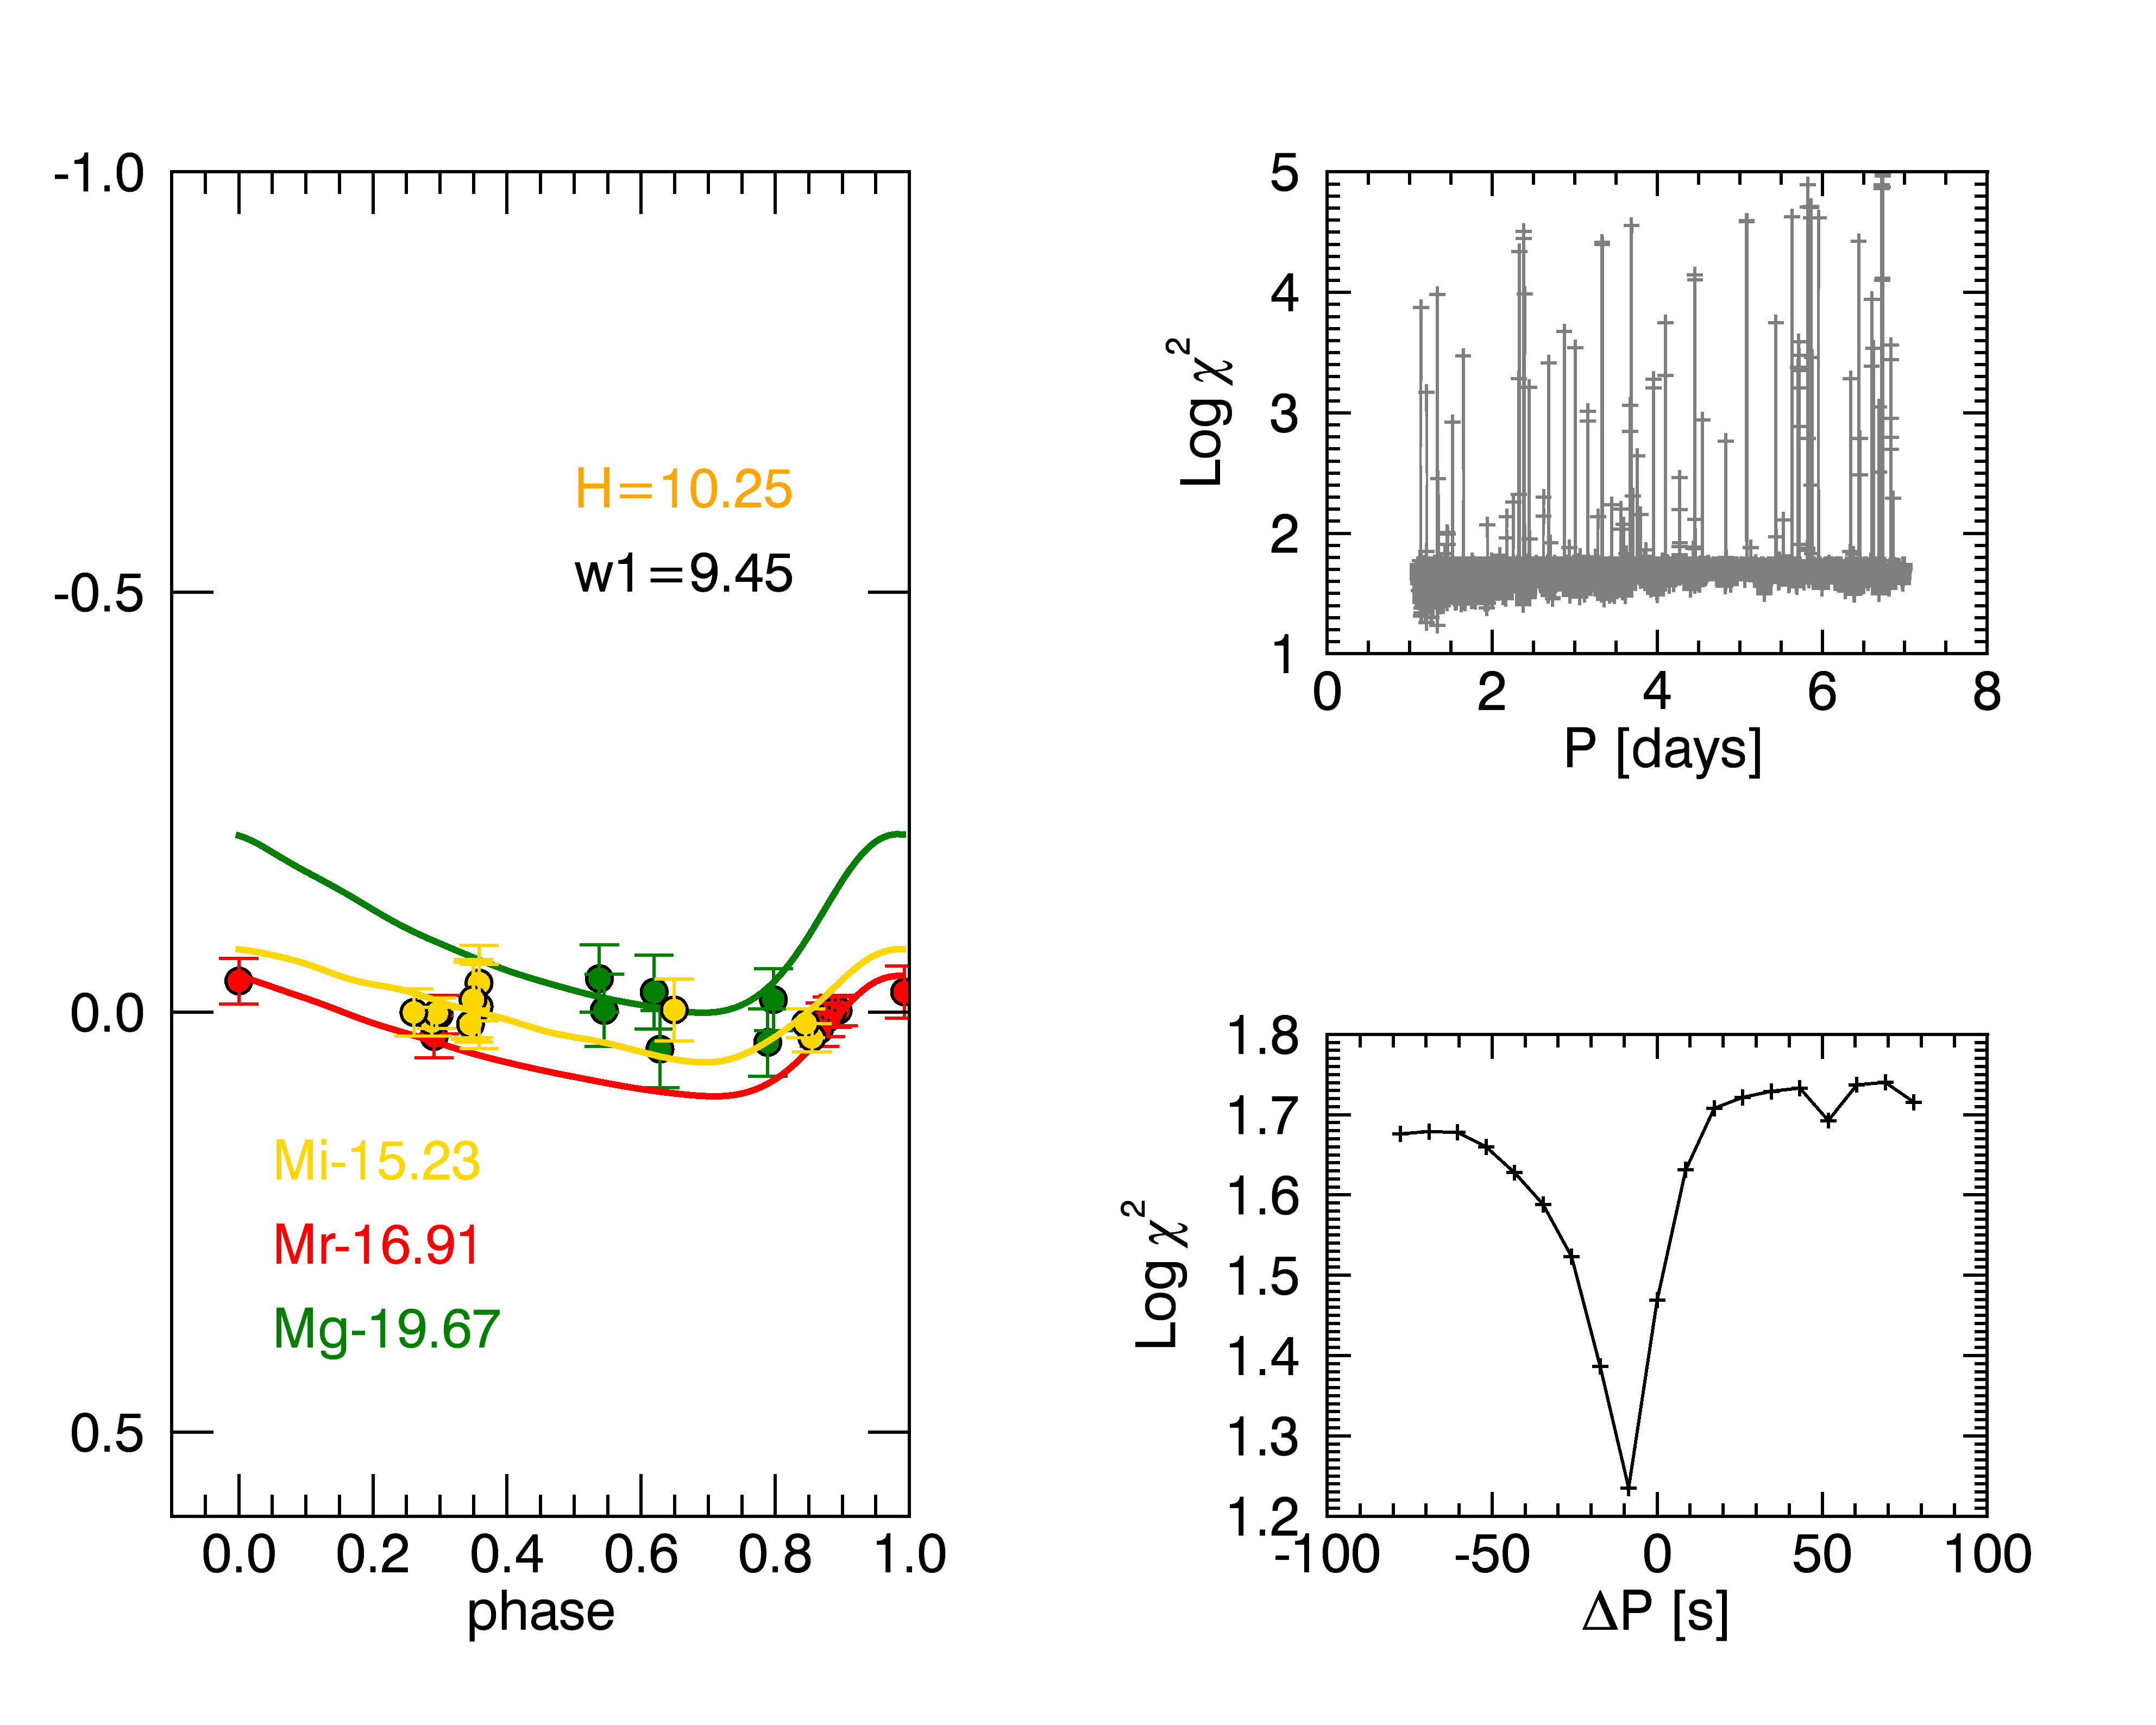 -1.0
-0.5
0.0
0.5
H=10.25
w1=9.45
Mi-15.23
Mr-16.91
Mg-19.67
0.0 0.2 0.4 0.6 0.8 1.0
phase
5
4
3
2
1
Log χ²
0 2 4 6 8
P [days]
1.8
1.7
1.6
1.5
1.4
1.3
1.2
Log χ²
-100 -50 0 50 100
ΔP [s]